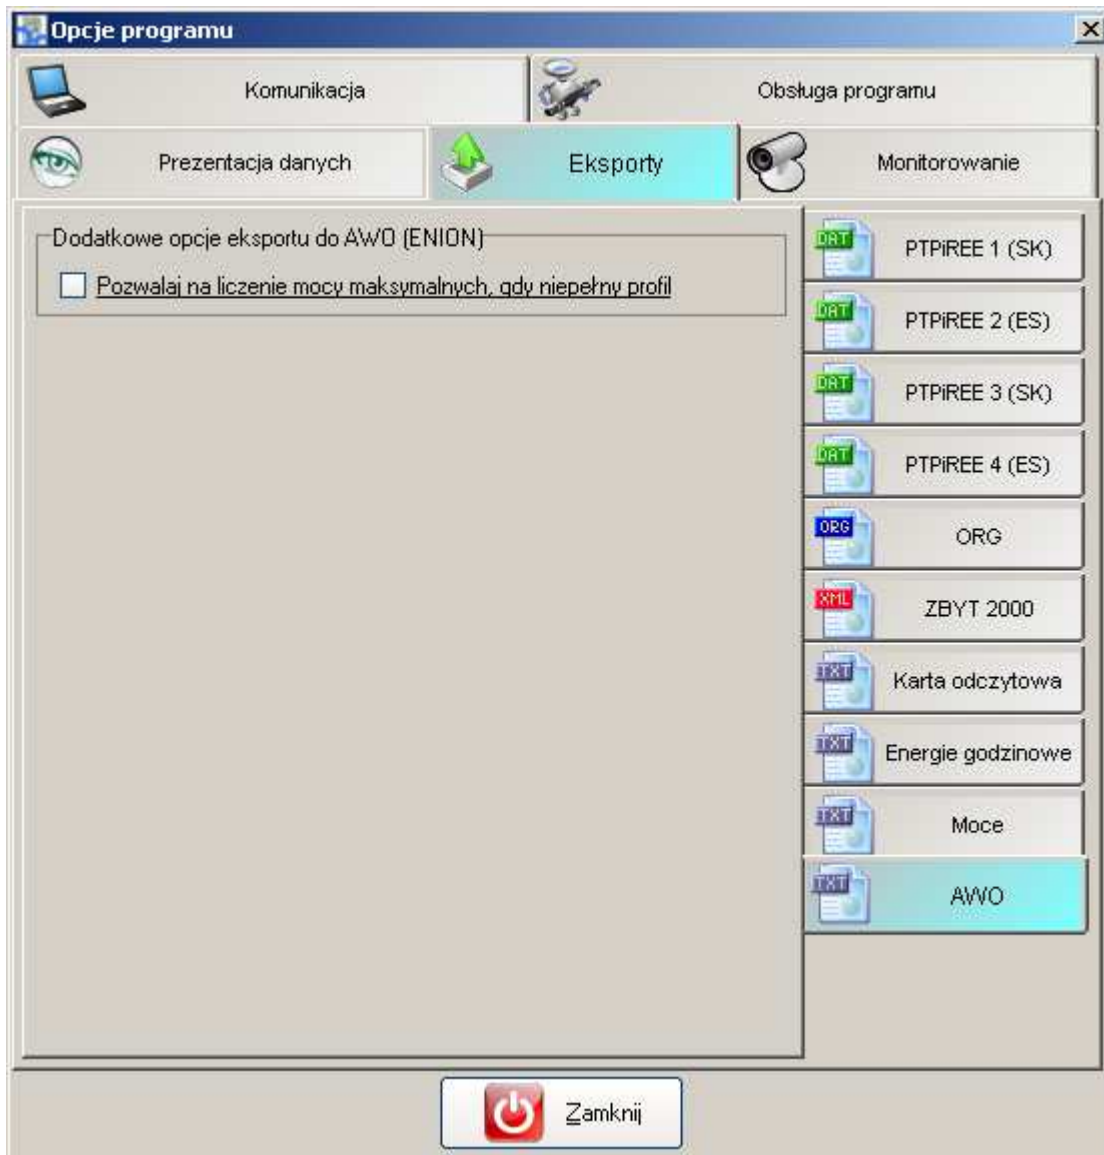 Opcje programu
Komunikacja
Obsługa programu
Prezentacja danych
Eksporty
Monitorowanie
Dodatkowe opcje eksportu do AWO (ENION)
Pozwalaj na liczenie mocy maksymalnych, gdy niepełny profil
DAT PTPiREE 1 (SK)
DAT PTPiREE 2 (ES)
DAT PTPiREE 3 (SK)
DAT PTPiREE 4 (ES)
ORG ORG
XML ZBYT 2000
TXT Karta odczytowa
TXT Energie godzinowe
TXT Moce
TXT AWO
Zamknij